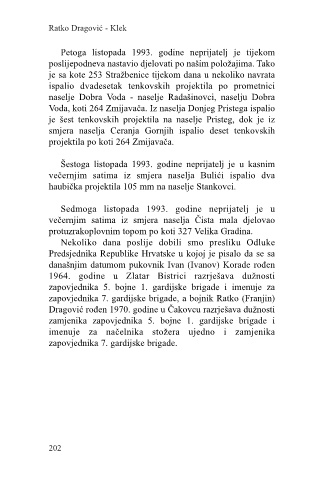 Ratko Dragović - Klek
Petoga listopada 1993. godine neprijatelj je tijekom
poslijepodneva nastavio djelovati po našim položajima. Tako
je sa kote 253 Stražbenice tijekom dana u nekoliko navrata
ispalio dvadesetak tenkovskih projektila po prometnici
naselje Dobra Voda - naselje Radašinovci, naselju Dobra
Voda, koti 264 Zmijavača. Iz naselja Donjeg Pristega ispalio
je šest tenkovskih projektila na naselje Pristeg, dok je iz
smjera naselja Ceranja Gornjih ispalio deset tenkovskih
projektila po koti 264 Zmijavača.
Šestoga listopada 1993. godine neprijatelj je u kasnim
večernjim satima iz smjera naselja Bulići ispalio dva
haubička projektila 105 mm na naselje Stankovci.
Sedmoga listopada 1993. godine neprijatelj je u
večernjim satima iz smjera naselja Čista mala djelovao
protuzrakoplovnim topom po koti 327 Velika Gradina.
Nekoliko dana poslije dobili smo presliku Odluke
Predsjednika Republike Hrvatske u kojoj je pisalo da se sa
današnjim datumom pukovnik Ivan (Ivanov) Korade rođen
1964. godine u Zlatar Bistrici razrješava dužnosti
zapovjednika 5. bojne 1. gardijske brigade i imenuje za
zapovjednika 7. gardijske brigade, a bojnik Ratko (Franjin)
Dragović rođen 1970. godine u Čakovcu razrješava dužnosti
zamjenika zapovjednika 5. bojne 1. gardijske brigade i
imenuje za načelnika stožera ujedno i zamjenika
zapovjednika 7. gardijske brigade.
202